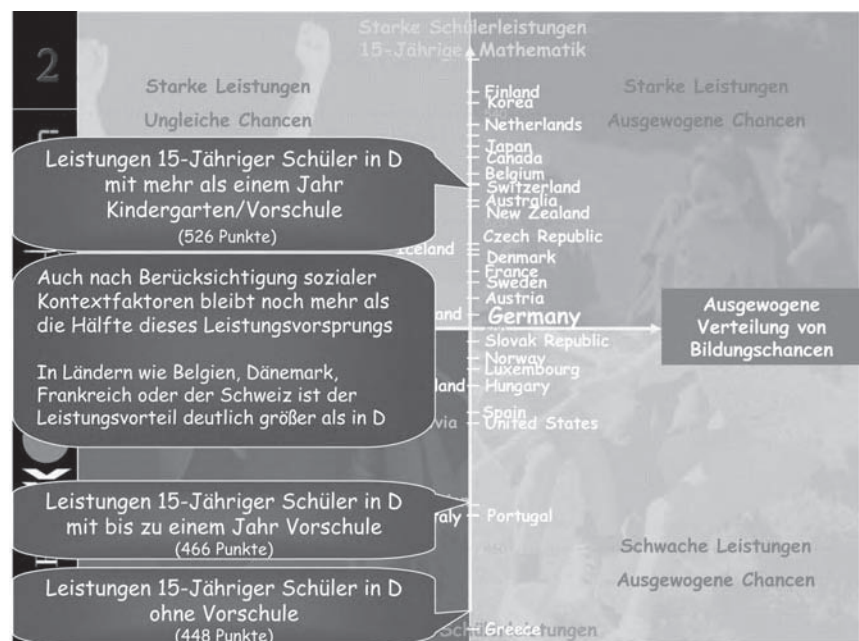 Starke Schülerleistungen
15-Jährige Mathematik
2
Starke Leistungen
Ungleiche Chancen
Starke Leistungen
Ausgewogene Chancen
Finland
Korea
Netherlands
Japan
Canada
Belgium
Switzerland
Australia
New Zealand
Czech Republic
Iceland
Denmark
France
Sweden
Austria
Germany
Slovak Republic
Norway
Luxembourg
Hungary
Spain
United States
Portugal
Greece
Leistungen 15-Jähriger Schüler in D
mit mehr als einem Jahr
Kindergarten/Vorschule
(526 Punkte)
Auch nach Berücksichtigung sozialer
Kontextfaktoren bleibt noch mehr als
die Hälfte dieses Leistungsvorsprungs
In Ländern wie Belgien, Dänemark,
Frankreich oder der Schweiz ist der
Leistungsvorteil deutlich größer als in D
Ausgewogene
Verteilung von
Bildungschancen
Leistungen 15-Jähriger Schüler in D
mit bis zu einem Jahr Vorschule
(466 Punkte)
Schwache Leistungen
Ausgewogene Chancen
Leistungen 15-Jähriger Schüler in D
ohne Vorschule
(448 Punkte)